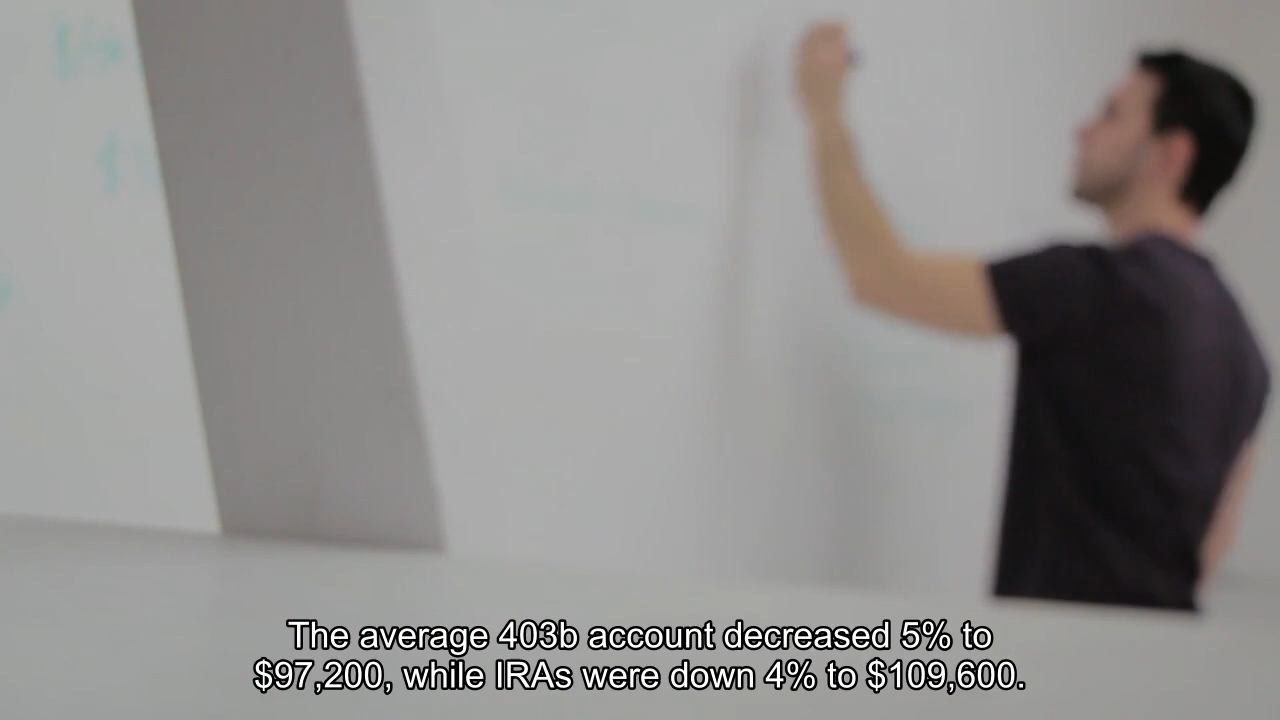 The average 403b account decreased 5% to
$97,200, while IRAs were down 4% to $109,600.